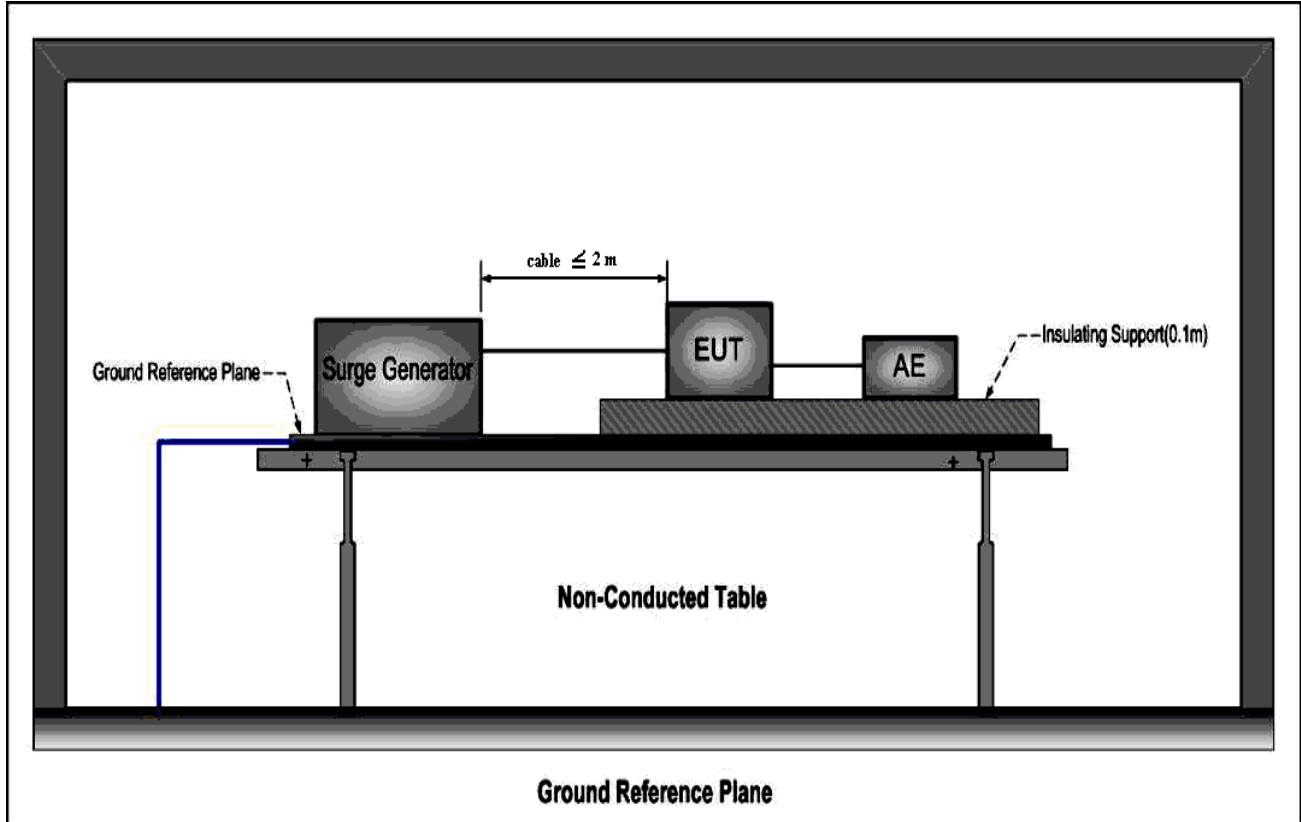 cable ≦ 2 m
Insulating Support(0.1m)
EUT
AE
Surge Generator
Ground Reference Plane
Non-Conducted Table
Ground Reference Plane